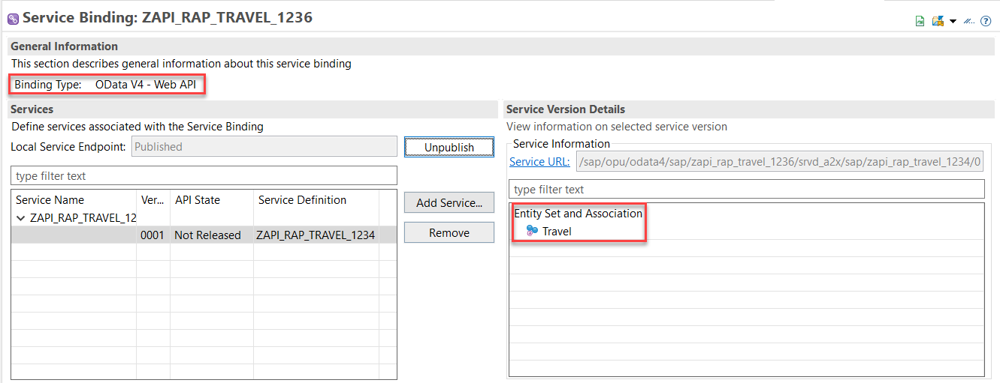 Service Binding: ZAPI_RAP_TRAVEL_1236
General Information
This section describes general information about this service binding
Binding Type: OData V4 - Web API
Services
Define services associated with the Service Binding
Local Service Endpoint: Published Unpublish
type filter text
Service Name Ver... API State Service Definition
ZAPI_RAP_TRAVEL_12
0001 Not Released ZAPI_RAP_TRAVEL_1234
Add Service...
Remove
Service Version Details
View information on selected service version
Service Information
Service URL: /sap/opu/odata4/sap/zapi_rap_travel_1236/srvd_a2x/sap/zapi_rap_travel_1234/0
type filter text
Entity Set and Association
Travel